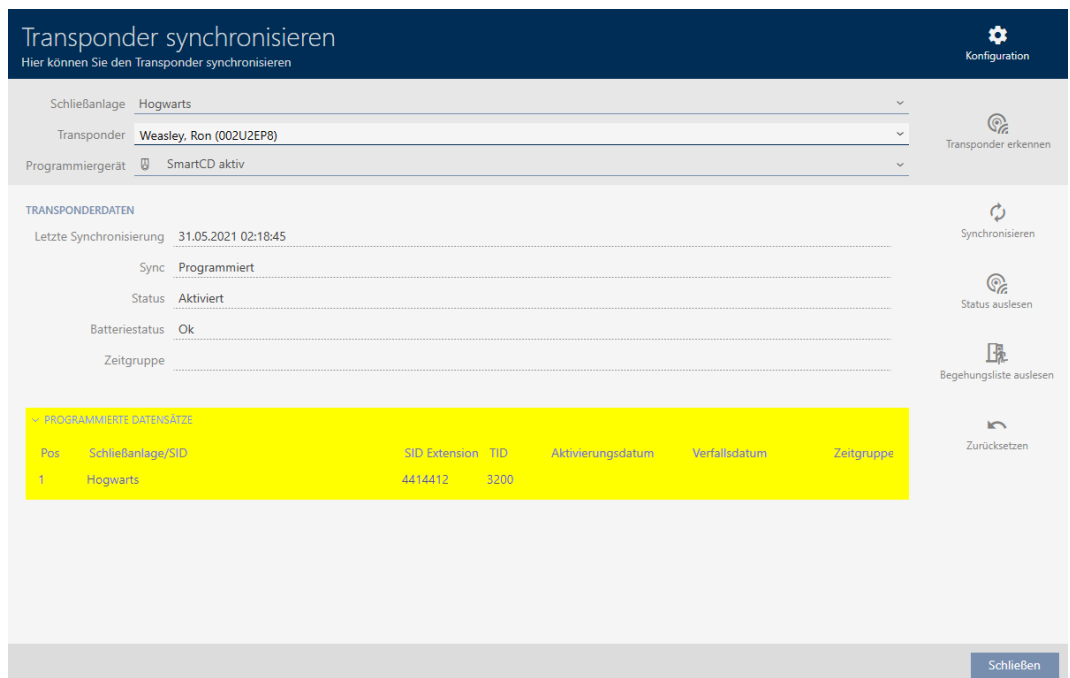 Transponder synchronisieren
Hier können Sie den Transponder synchronisieren
Konfiguration
Schließanlage Hogwarts
Transponder Weasley, Ron (002U2EP8)
Programmiergerät SmartCD aktiv
Transponder erkennen
TRANSPONDERDATEN
Letzte Synchronisierung 31.05.2021 02:18:45
Sync Programmiert
Status Aktiviert
Batteriestatus Ok
Zeitgruppe
Synchronisieren
Status auslesen
Begehungsliste auslesen
Zurücksetzen
PROGRAMMIERTE DATENSÄTZE
Pos Schließanlage/SID SID Extension TID Aktivierungsdatum Verfallsdatum Zeitgruppe
1 Hogwarts 4414412 3200
Schließen